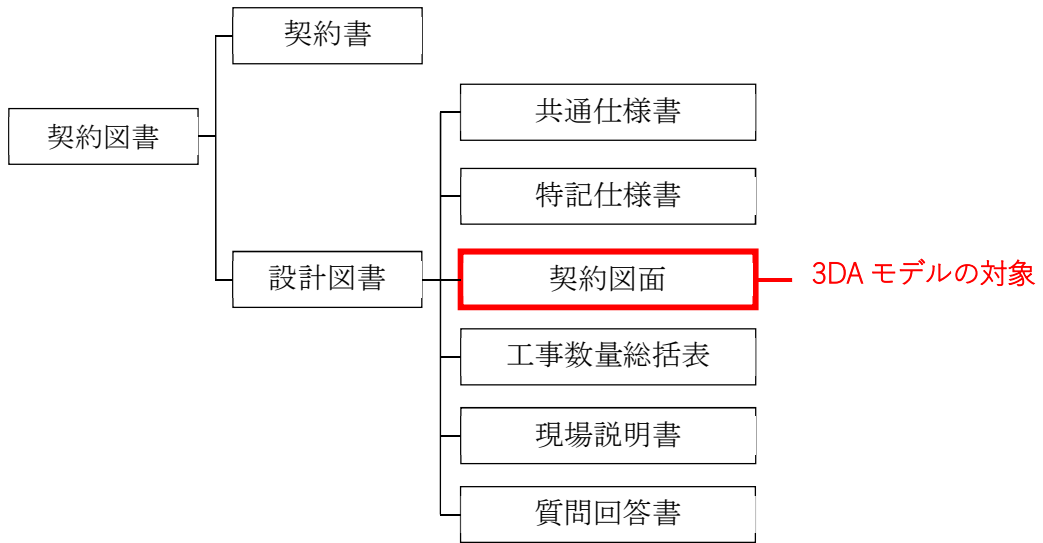 契約書
契約図書
共通仕様書
特記仕様書
設計図書
契約図面
3DA モデルの対象
工事数量総括表
現場説明書
質問回答書